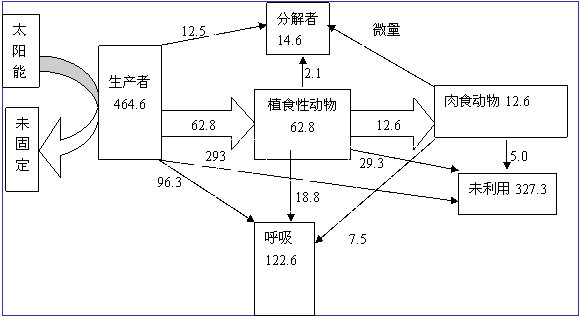 太
阳
能
未
固
定
生产者
464.6
12.5
分解者
14.6
微量
2.1
62.8
植食性动物
62.8
12.6
肉食动物 12.6
293
29.3
5.0
未利用 327.3
96.3
18.8
7.5
呼吸
122.6